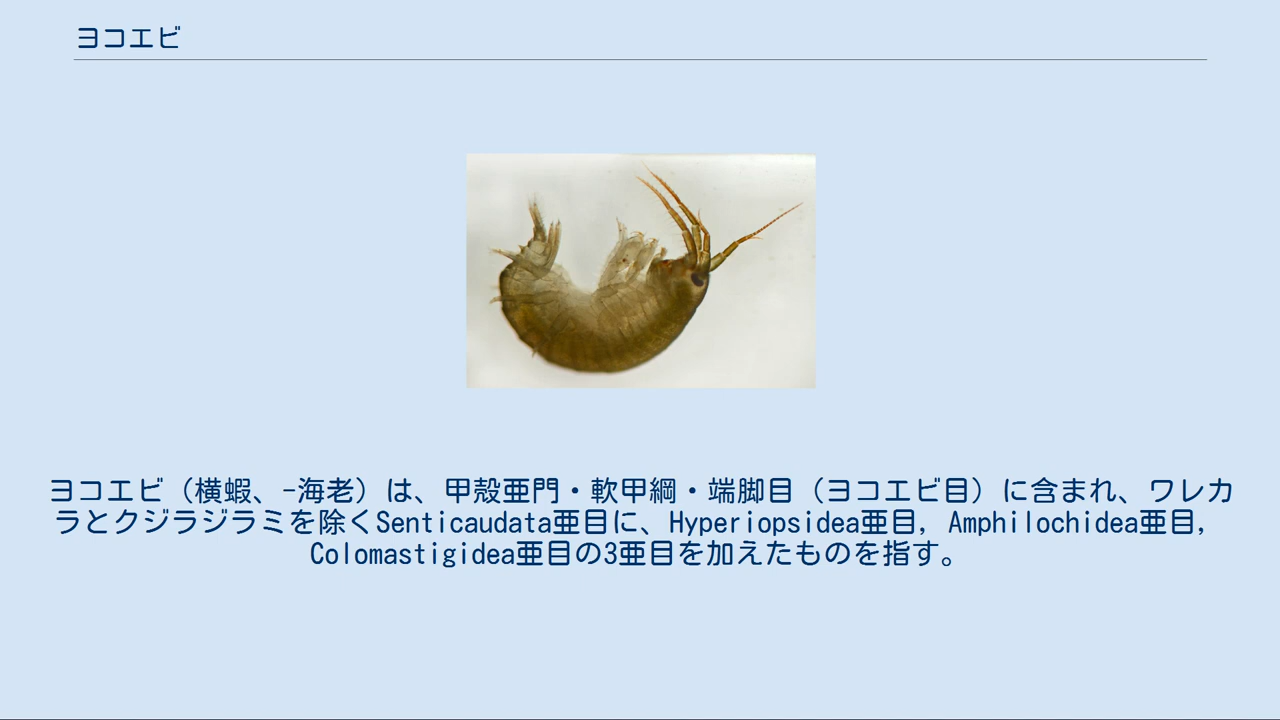 ヨコエビ
ヨコエビ（横蝦、-海老）は、甲殻亜門・軟甲綱・端脚目（ヨコエビ目）に含まれ、ワレカ
ラとクジラジラミを除くSenticaudata亜目に、Hyperiopsidea亜目, Amphilochidea亜目,
Colomastigidea亜目の3亜目を加えたものを指す。